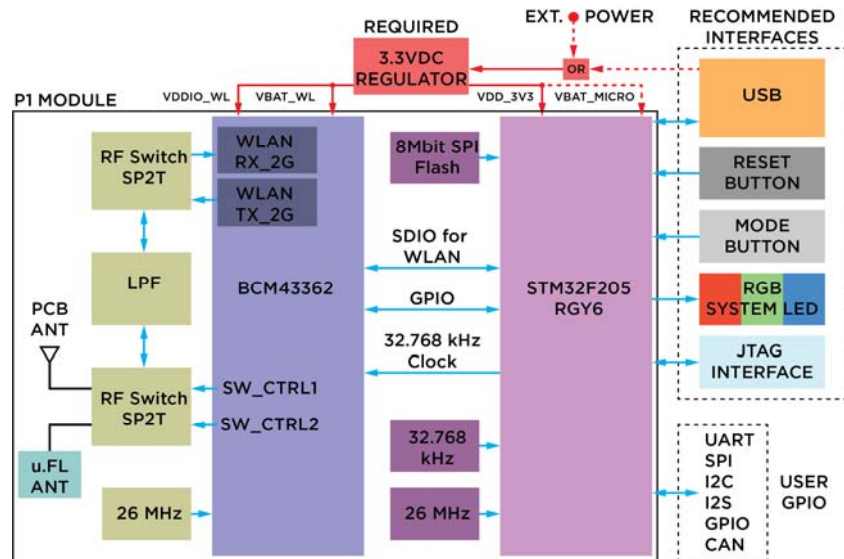 REQUIRED
3.3VDC
REGULATOR
EXT.
POWER
OR
RECOMMENDED
INTERFACES
USB
RESET
BUTTON
MODE
BUTTON
RGB
SYSTEM LED
JTAG
INTERFACE
P1 MODULE
VDDIO_WL
VBAT_WL
VDD_3V3
VBAT_MICRO
RF Switch
SP2T
WLAN
RX_2G
WLAN
TX_2G
8Mbit SPI
Flash
LPF
BCM43362
SDIO for
WLAN
GPIO
32.768 kHz
Clock
STM32F205
RGY6
PCB
ANT
RF Switch
SP2T
SW_CTRL1
SW_CTRL2
u.FL
ANT
26 MHz
32.768
kHz
26 MHz
UART
SPI
I2C
I2S
GPIO
CAN
USER
GPIO